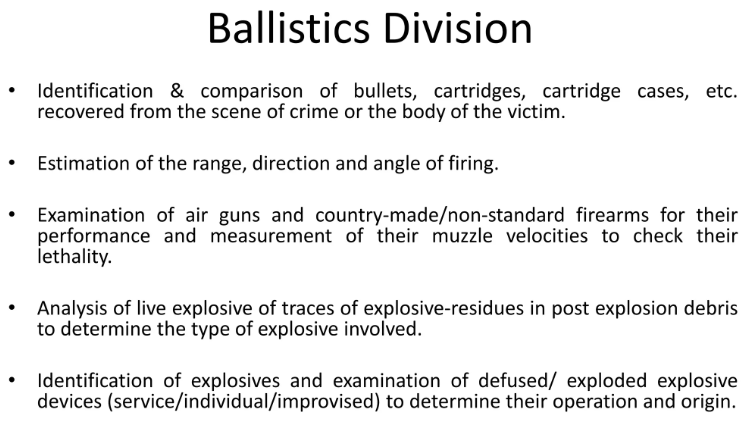 Ballistics Division
• Identification & comparison of bullets, cartridges, cartridge cases, etc.
recovered from the scene of crime or the body of the victim.
• Estimation of the range, direction and angle of firing.
• Examination of air guns and country-made/non-standard firearms for their
performance and measurement of their muzzle velocities to check their
lethality.
• Analysis of live explosive of traces of explosive-residues in post explosion debris
to determine the type of explosive involved.
• Identification of explosives and examination of defused/ exploded explosive
devices (service/individual/improvised) to determine their operation and origin.